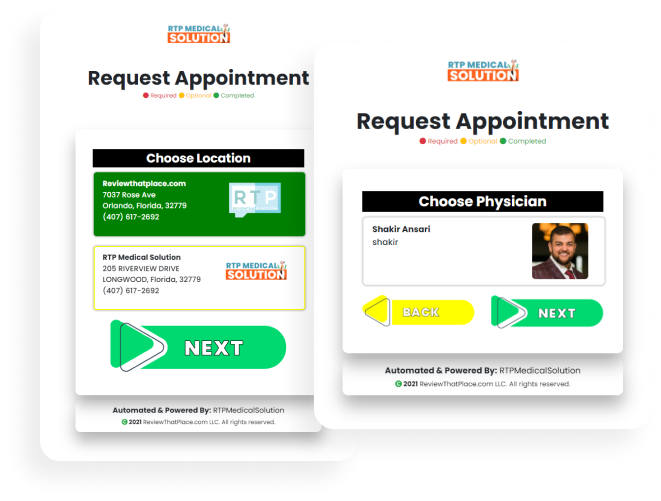 RTP MEDICAL
SOLUTION
Request Appointment
Required Optional Completed
Choose Location
Reviewthatplace.com
7037 Rose Ave
Orlando, Florida, 32779
(407) 617-2692
RTP
RTP Medical Solution
205 RIVERVIEW DRIVE
LONGWOOD, Florida, 32779
(407) 617-2692
RTP MEDICAL
SOLUTION
NEXT
Automated & Powered By: RTPMedicalSolution
C 2021 ReviewThatPlace.com LLC. All rights reserved.
RTP MEDICAL
SOLUTION
Request Appointment
Required Optional Completed
Choose Physician
Shakir Ansari
shakir
BACK
NEXT
Automated & Powered By: RTPMedicalSolution
C 2021 ReviewThatPlace.com LLC. All rights reserved.